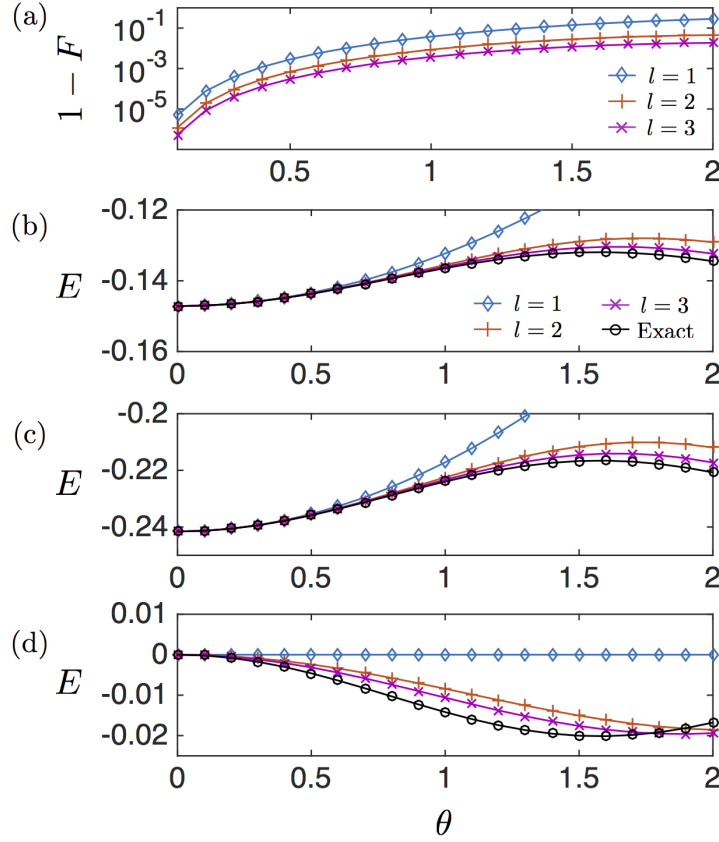 (a)
1 − F
10^-1
10^-3
10^-5
l = 1
l = 2
l = 3
0.5 1 1.5 2
(b)
E
-0.12
-0.14
-0.16
l = 1 l = 3
l = 2 Exact
0 0.5 1 1.5 2
(c)
E
-0.2
-0.22
-0.24
0 0.5 1 1.5 2
(d)
E
0.01
0
-0.01
-0.02
0 0.5 1 1.5 2
θ